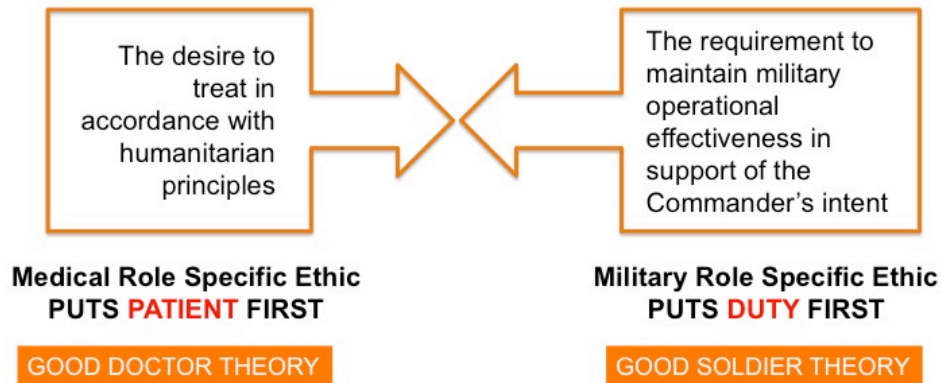 The desire to
treat in
accordance with
humanitarian
principles
The requirement to
maintain military
operational
effectiveness in
support of the
Commander’s intent
Medical Role Specific Ethic
PUTS PATIENT FIRST
Military Role Specific Ethic
PUTS DUTY FIRST
GOOD DOCTOR THEORY
GOOD SOLDIER THEORY